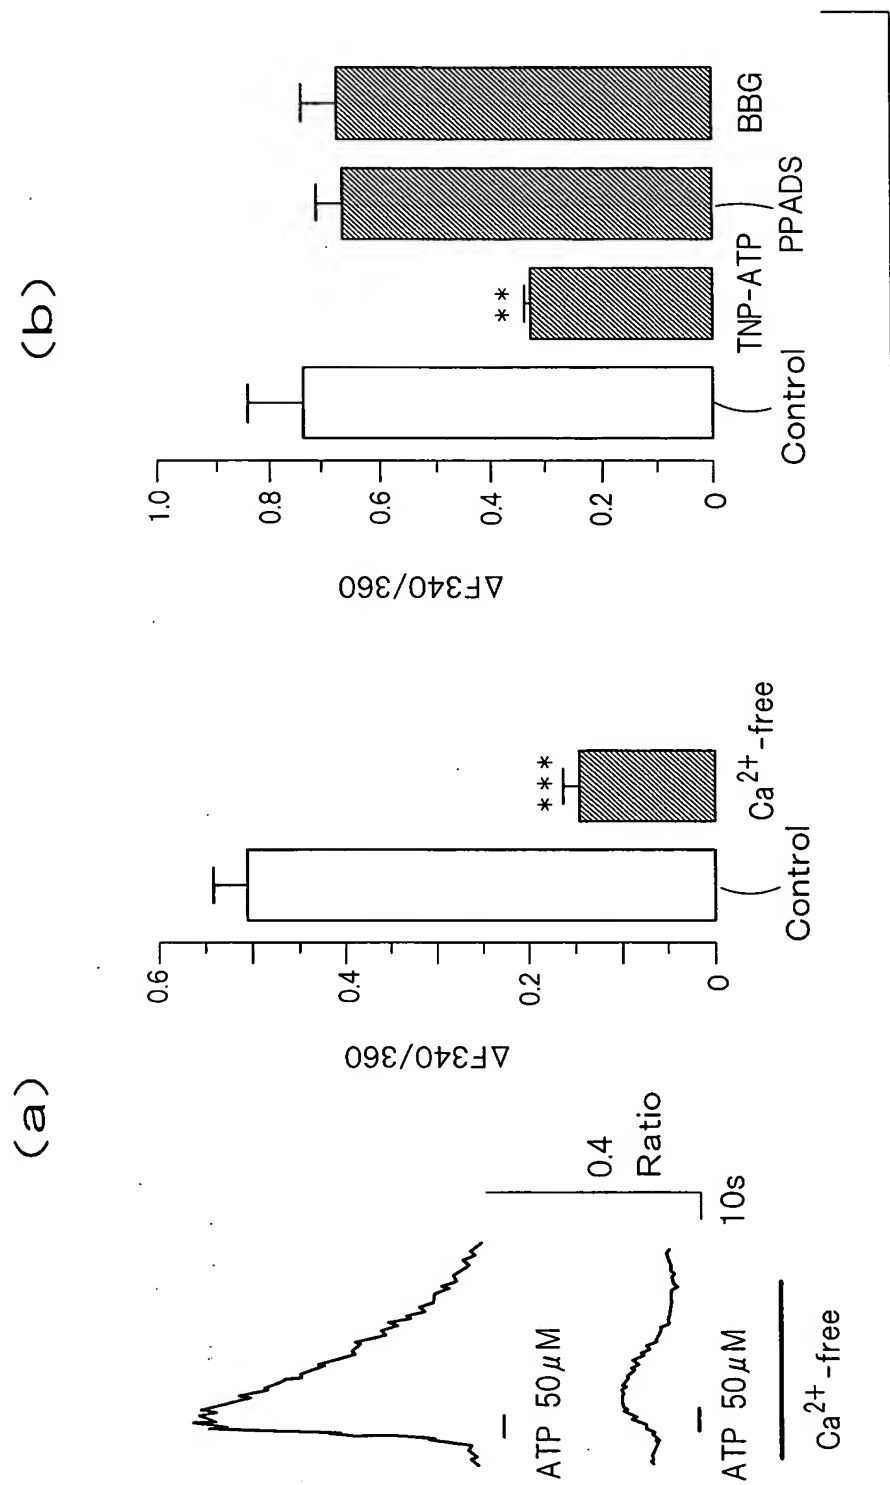 (a)
ATP 50μM
ATP 50μM
Ca2+-free
0.4
Ratio
10s
ΔF340/360
0.6
0.4
0.2
0
Control
Ca2+-free
***
(b)
ΔF340/360
1.0
0.8
0.6
0.4
0.2
0
Control
TNP-ATP
PPADS
BBG
**